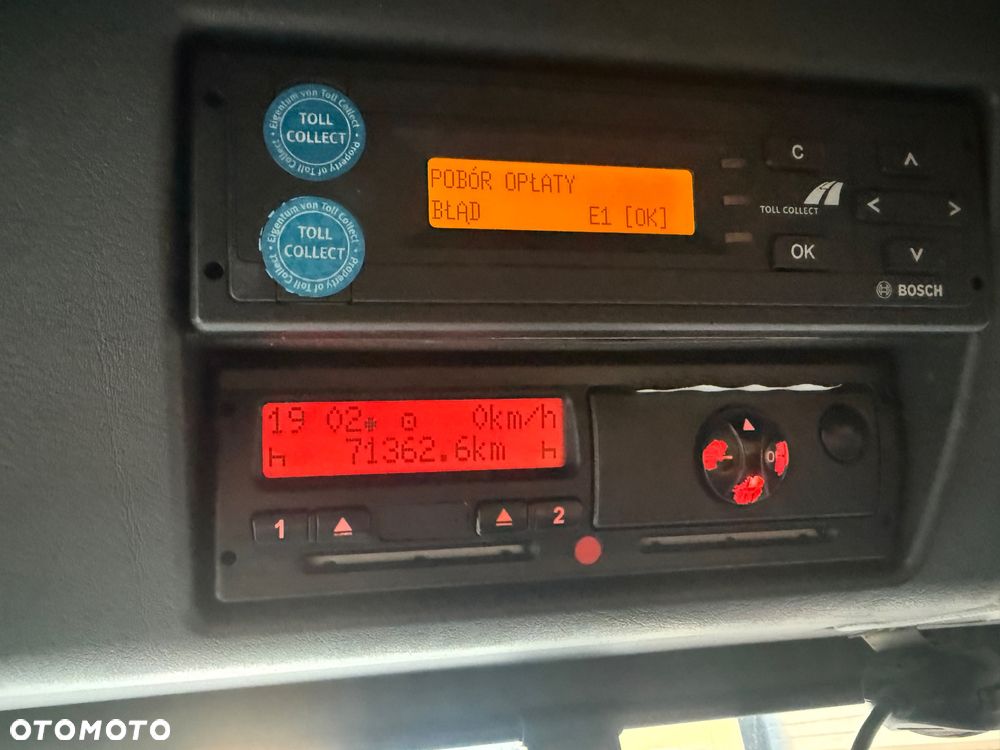 Eigentum von Toll Collect • Property of Toll Collect •
TOLL
COLLECT
Eigentum von Toll Collect • Property of Toll Collect •
TOLL
COLLECT
POBÓR OPŁATY
BŁĄD E1 [OK]
C
TOLL COLLECT
OK
BOSCH
19 02 0km/h
71362.6km
1
2
0
OTOMOTO